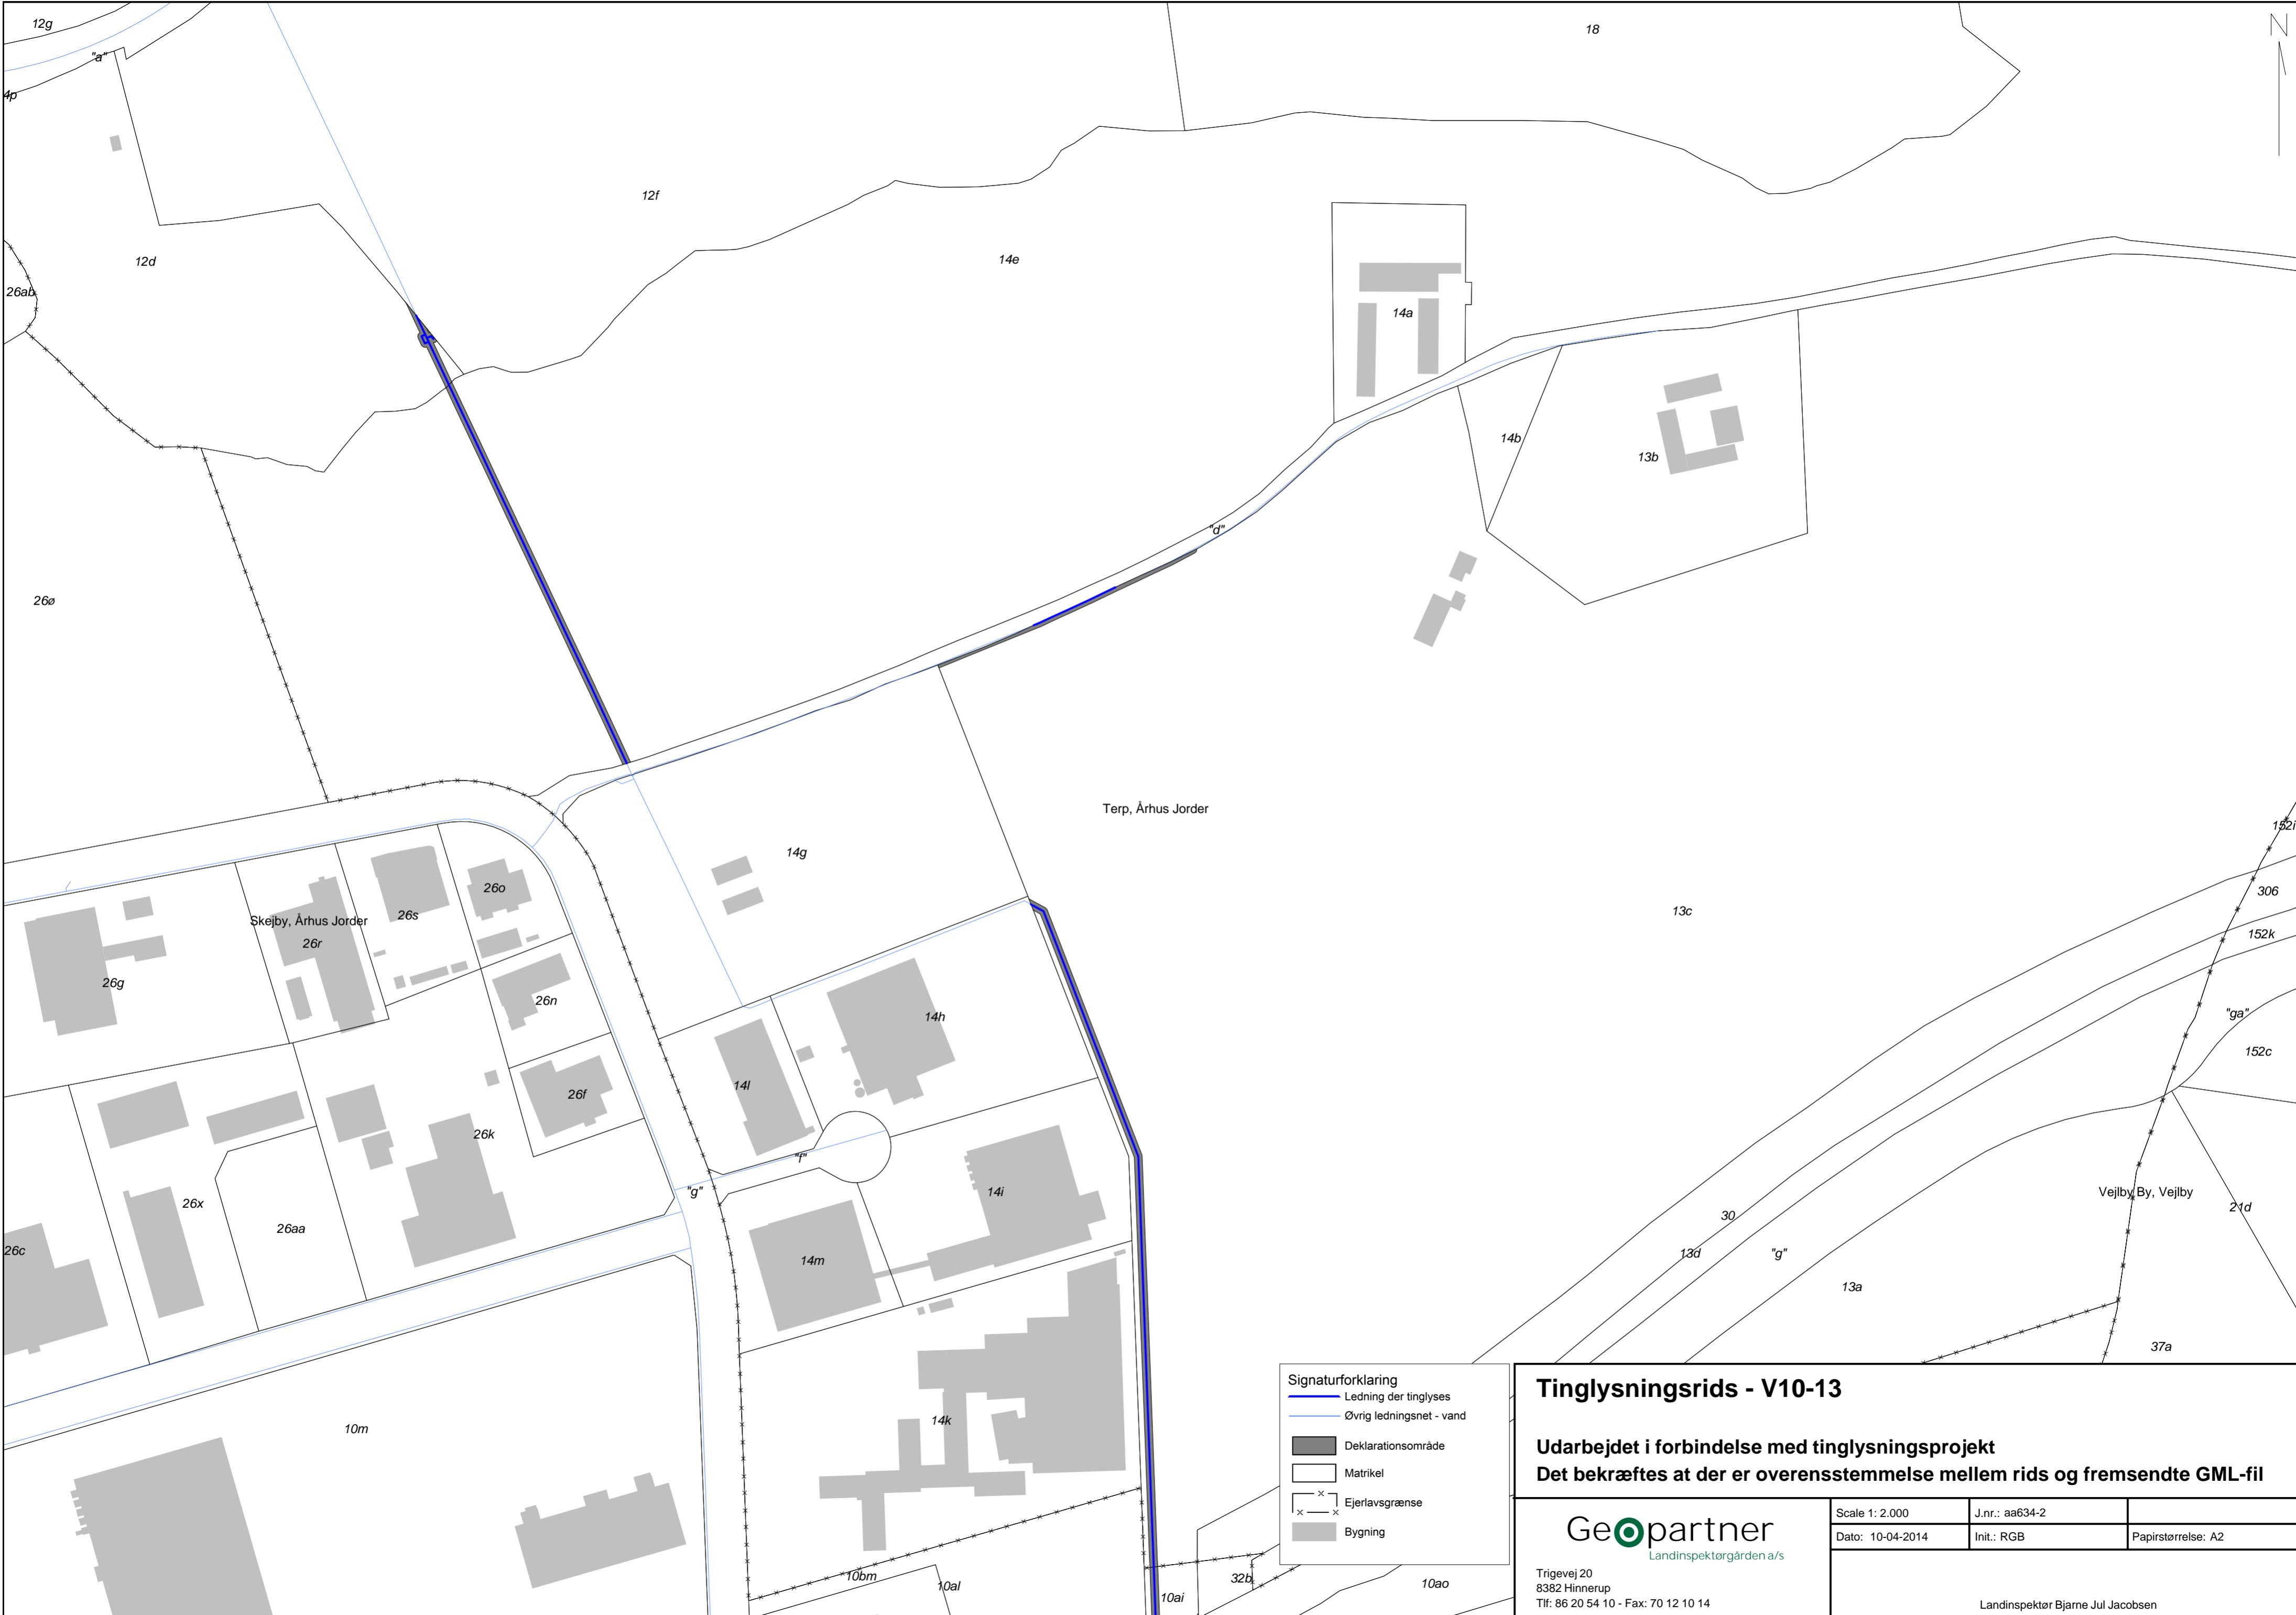 12g
"a"
4p
18
N
12f
12d
14e
26ab
14a
14b
13b
"d"
26ø
Terp, Århus Jorder
152i
14g
306
26o
26s
Skejby, Århus Jorder
26r
13c
152k
26g
26n
14h
"ga"
152c
14l
26f
26k
"f"
"g"
14i
Vejlby By, Vejlby
21d
26x
26aa
30
26c
14m
13d
"g"
13a
37a
14k
10m
10bm
10al
10ai
32b
10ao
Signaturforklaring
Ledning der tinglyses
Øvrig ledningsnet - vand
Deklarationsområde
Matrikel
Ejerlavsgrænse
Bygning
Tinglysningsrids - V10-13
Udarbejdet i forbindelse med tinglysningsprojekt
Det bekræftes at der er overensstemmelse mellem rids og fremsendte GML-fil
Geopartner
Landinspektørgården a/s
Trigevej 20
8382 Hinnerup
Tlf: 86 20 54 10 - Fax: 70 12 10 14
Scale 1: 2.000
J.nr.: aa634-2
Dato: 10-04-2014
Init.: RGB
Papirstørrelse: A2
Landinspektør Bjarne Jul Jacobsen